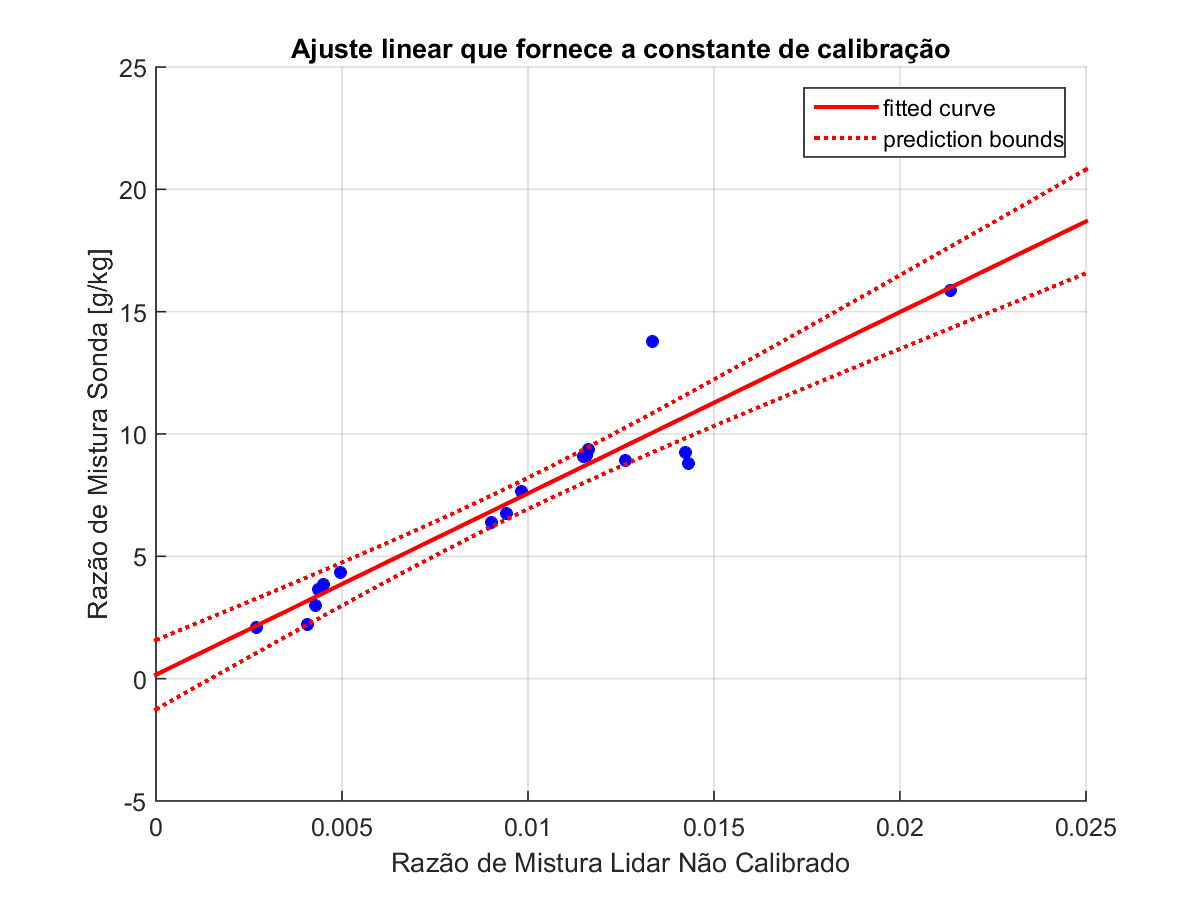 Ajuste linear que fornece a constante de calibração
fitted curve
prediction bounds
Razão de Mistura Sonda [g/kg]
25
20
15
10
5
0
-5
0 0.005 0.01 0.015 0.02 0.025
Razão de Mistura Lidar Não Calibrado